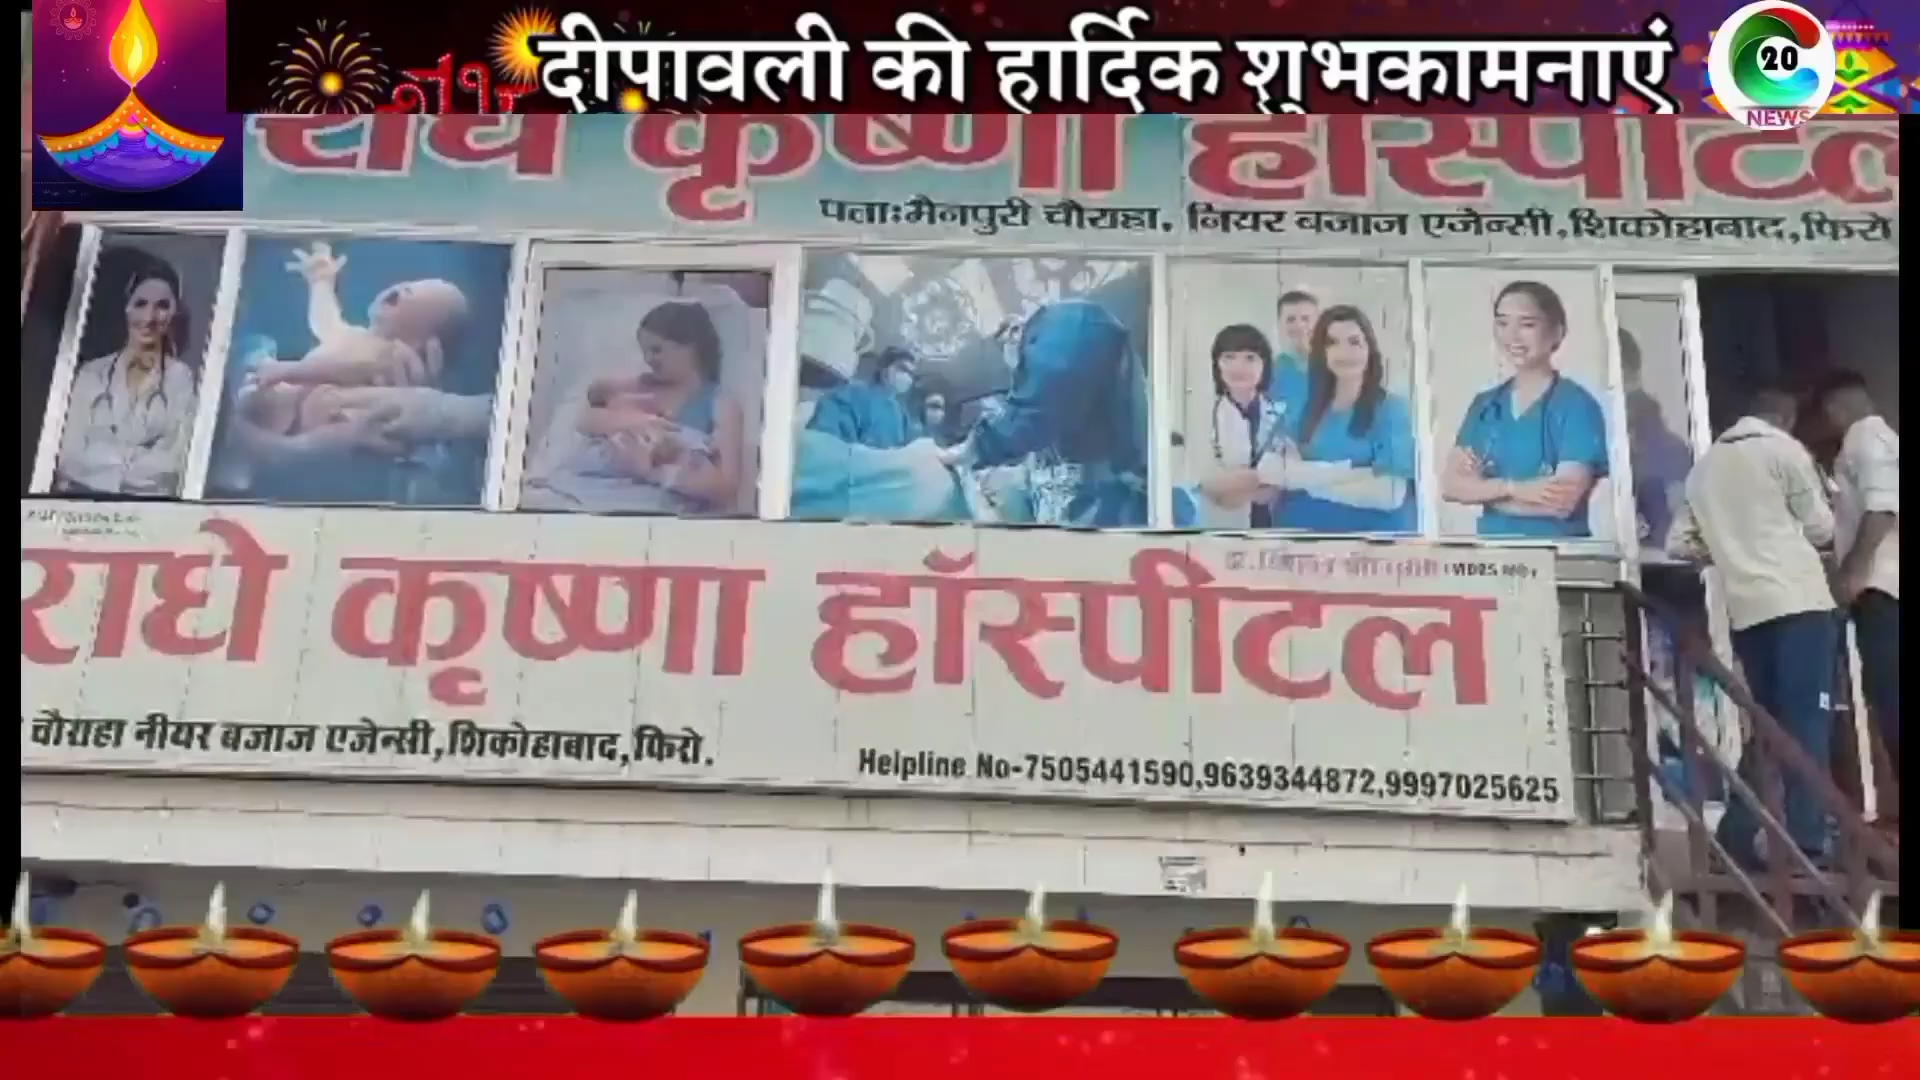 दीपावली की हार्दिक शुभकामनाएं
20
NEWS
राधे कृष्णा हॉस्पीटल
पताःमैनपुरी चौराहा, नियर बजाज एजेन्सी,शिकोहाबाद,फिरो
राधे कृष्णा हॉस्पीटल
चौराहा नीयर बजाज एजेन्सी,शिकोहाबाद,फिरो.
Helpline No-7505441590,9639344872,9997025625